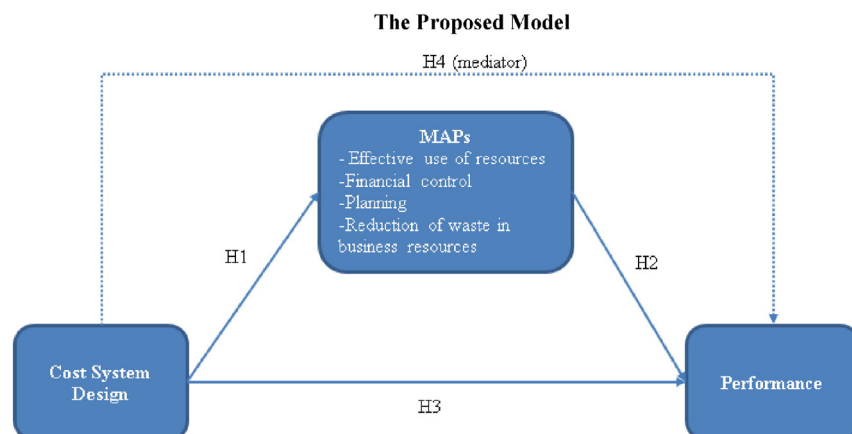 The Proposed Model
H4 (mediator)
MAPs
-Effective use of resources
-Financial control
-Planning
-Reduction of waste in
business resources
H1
H2
Cost System
Design
H3
Performance